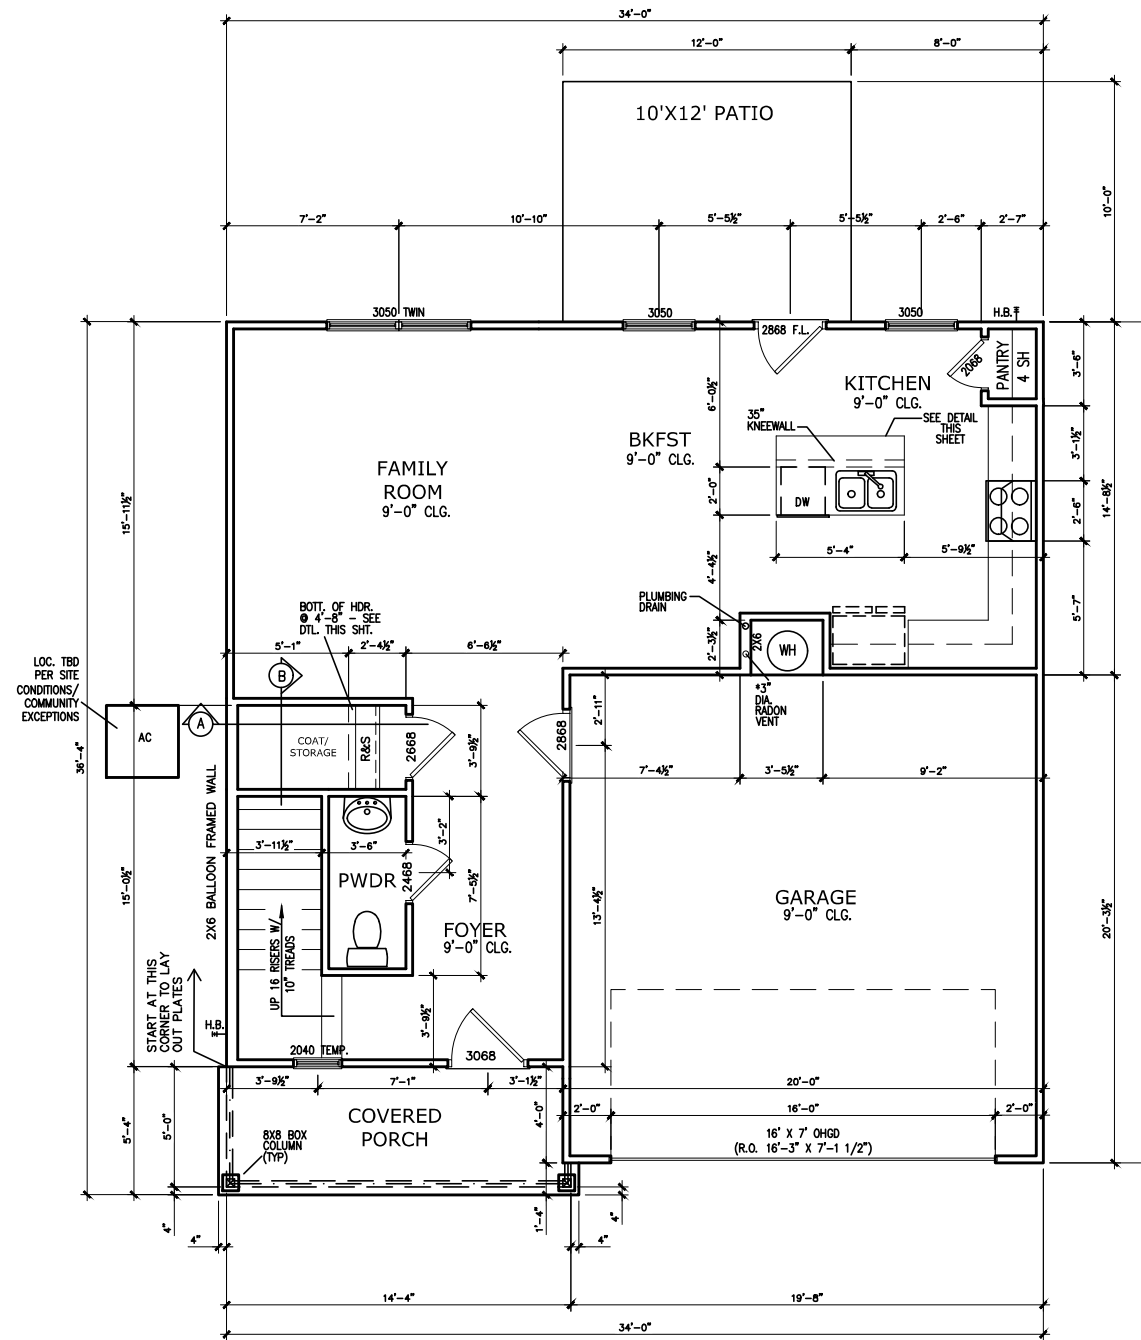 34'-0"
12'-0"
8'-0"
10'X12' PATIO
10'-0"
7'-2"
10'-10"
5'-5½"
5'-5½"
2'-6"
2'-7"
3050 TWIN
3050
2868 F.L.
3050
H.B.
2068
PANTRY
4 SH
3'-6"
KITCHEN
9'-0" CLG.
6'-0½"
35"
KNEEWALL
SEE DETAIL
THIS
SHEET
BKFST
9'-0" CLG.
3'-1½"
FAMILY
ROOM
9'-0" CLG.
2'-0"
DW
2'-6"
14'-8½"
15'-11½"
5'-4"
5'-9½"
4'-4½"
5'-7"
PLUMBING
DRAIN
BOTT. OF HDR.
@ 4'-8" - SEE
DTL. THIS SHT.
2X6
WH
2'-3½"
5'-1"
2'-4½"
6'-6½"
LOC. TBD
PER SITE
CONDITIONS/
COMMUNITY
EXCEPTIONS
B
*3"
DIA.
RADON
VENT
2'-11"
A
AC
COAT/
STORAGE
R&S
2668
2868
3'-9½"
36'-4"
7'-4½"
3'-5½"
9'-2"
2X6 BALLOON FRAMED WALL
3'-2"
3'-11½"
3'-6"
15'-0½"
PWDR
2468
7'-5½"
GARAGE
9'-0" CLG.
13'-4½"
20'-3½"
FOYER
9'-0" CLG.
UP 16 RISERS W/
10" TREADS
START AT THIS
CORNER TO LAY
OUT PLATES
H.B.
3'-9½"
2040 TEMP.
3068
3'-9½"
7'-1"
3'-1½"
20'-0"
4'-0"
2'-0"
16'-0"
2'-0"
5'-4"
5'-0"
COVERED
PORCH
8X8 BOX
COLUMN
(TYP)
16' X 7' OHGD
(R.O. 16'-3" X 7'-1 1/2")
4"
1'-4"
4"
4"
4"
14'-4"
19'-8"
34'-0"